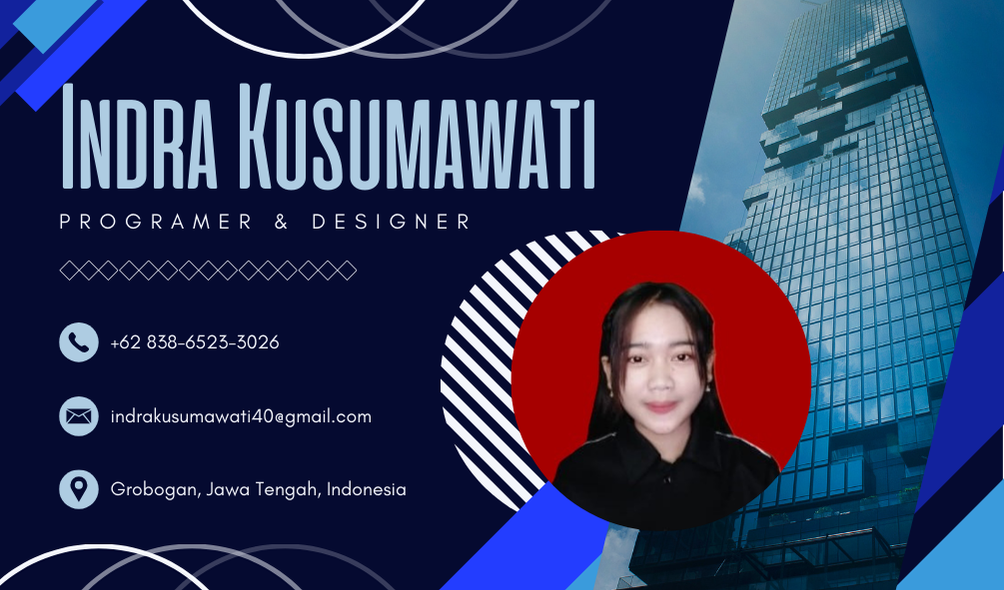 Indra Kusumawati
PROGRAMER & DESIGNER
+62 838-6523-3026
indrakusumawati40@gmail.com
Grobogan, Jawa Tengah, Indonesia